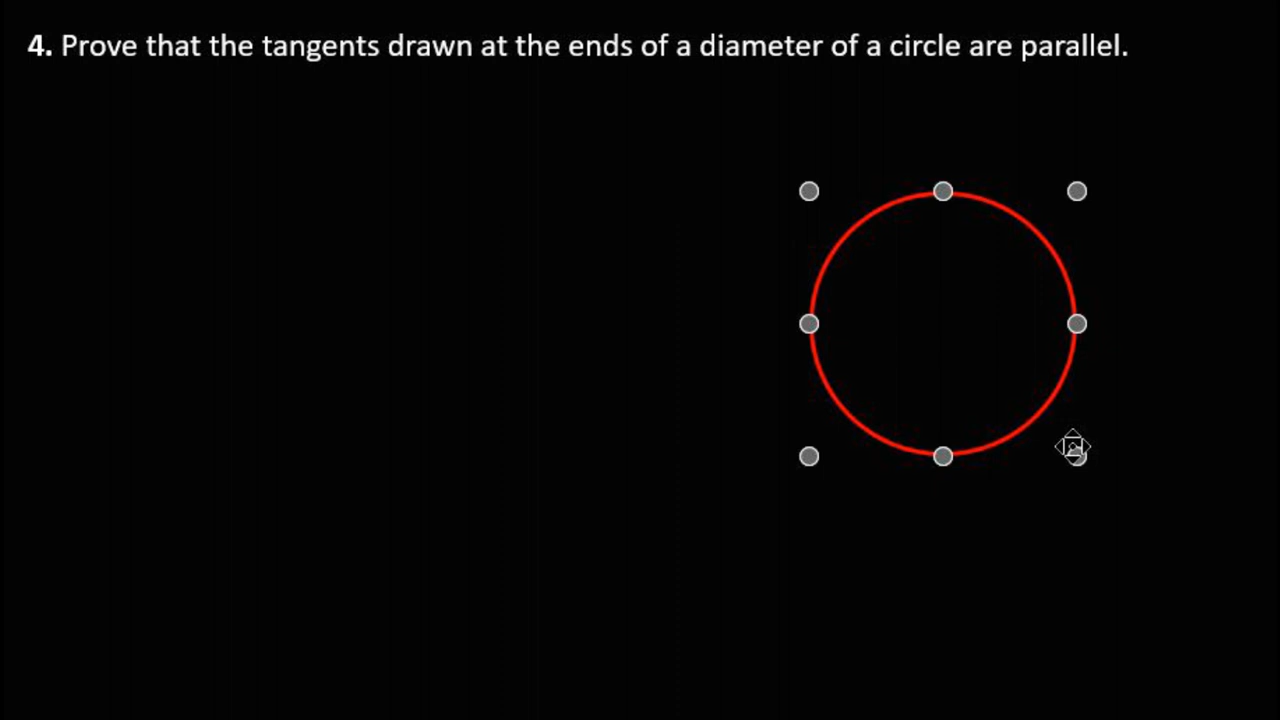 4. Prove that the tangents drawn at the ends of a diameter of a circle are parallel.